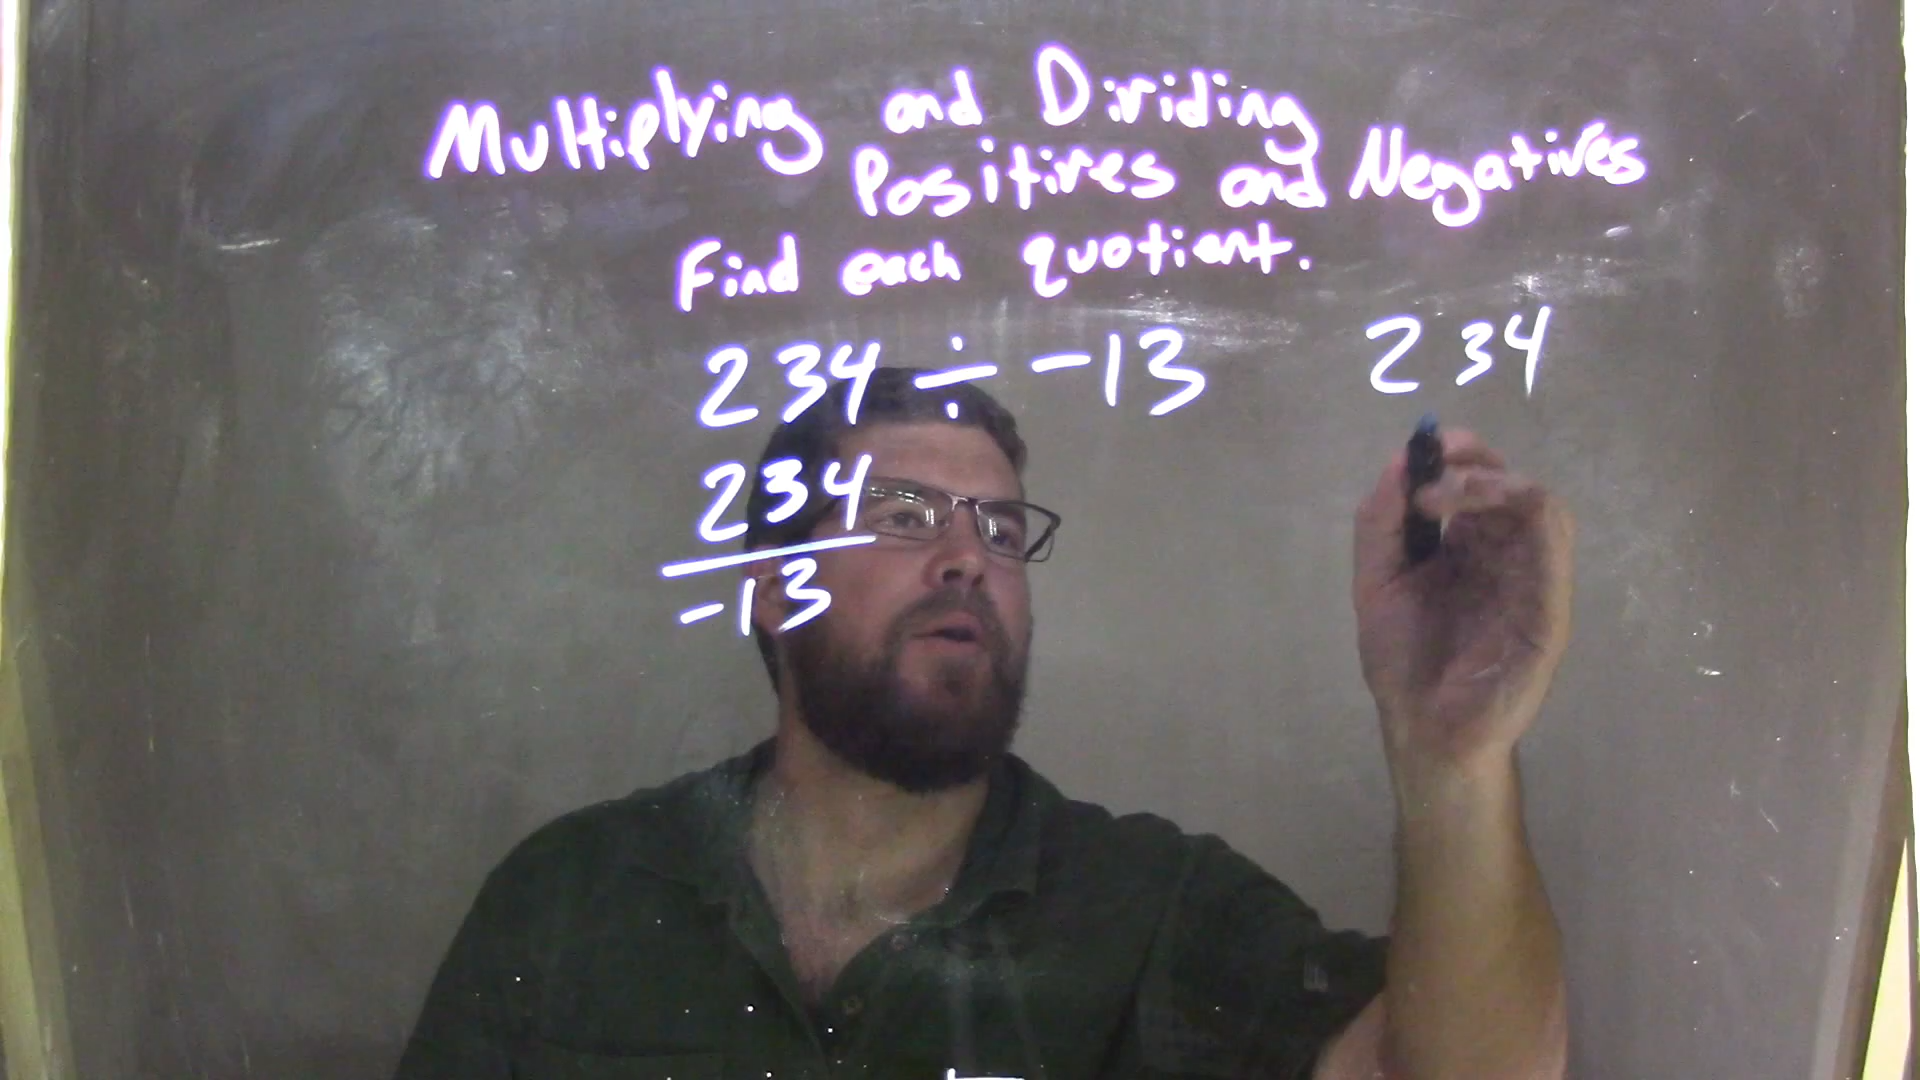 Multiplying and Dividing
Positives and Negatives
Find each quotient.
234 ÷ -13
234
234
-13